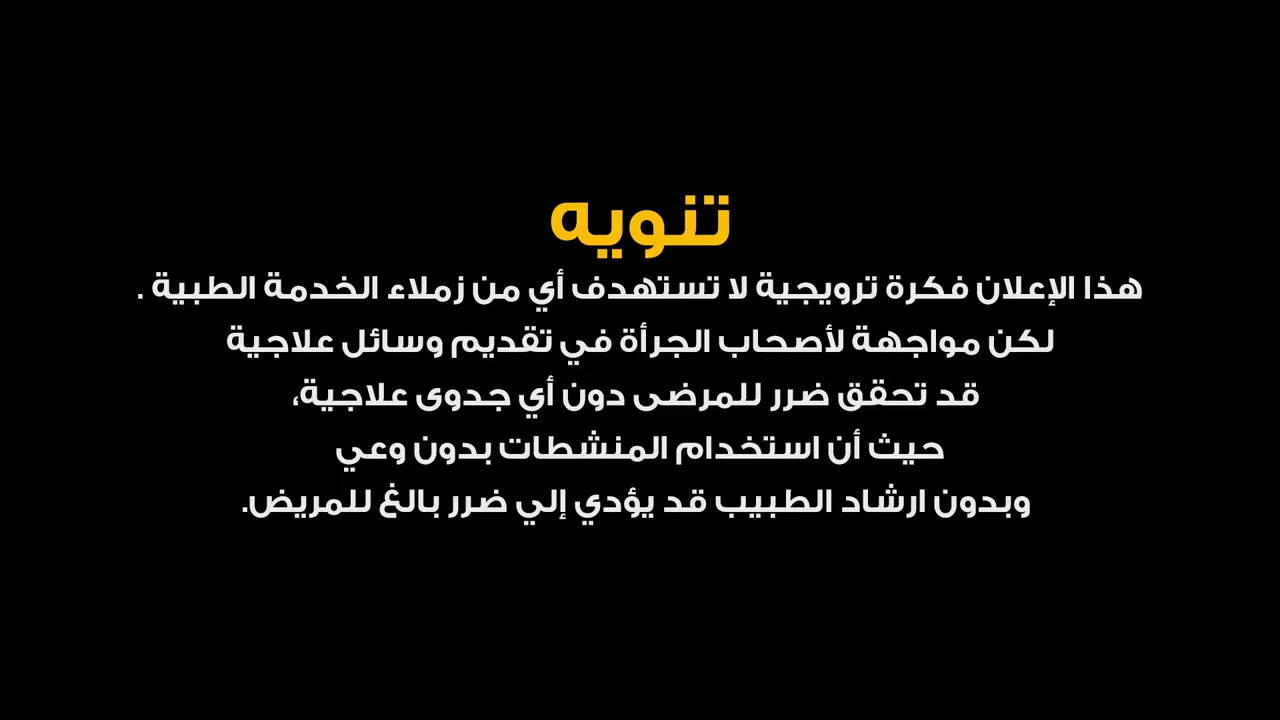 تنويه
هذا الإعلان فكرة ترويجية لا تستهدف أي من زملاء الخدمة الطبية .
لكن مواجهة لأصحاب الجرأة في تقديم وسائل علاجية
قد تحقق ضرر للمرضى دون أي جدوى علاجية،
حيث أن استخدام المنشطات بدون وعي
وبدون ارشاد الطبيب قد يؤدي إلي ضرر بالغ للمريض.